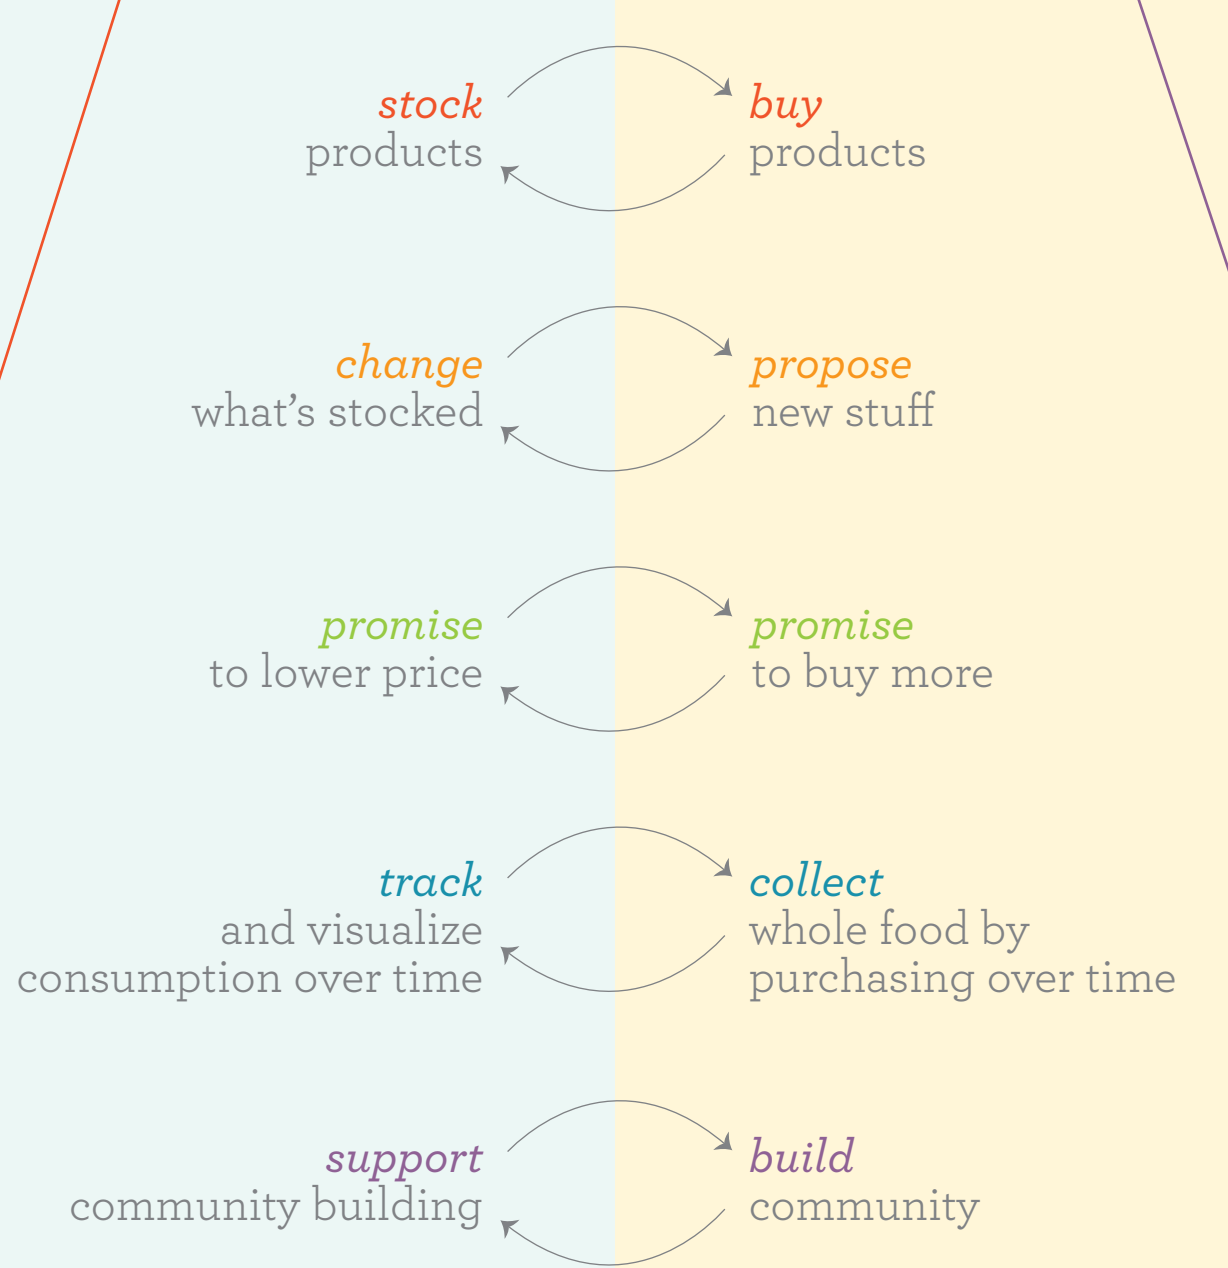 stock
products
buy
products
change
what's stocked
propose
new stuff
promise
to lower price
promise
to buy more
track
and visualize
consumption over time
collect
whole food by
purchasing over time
support
community building
build
community